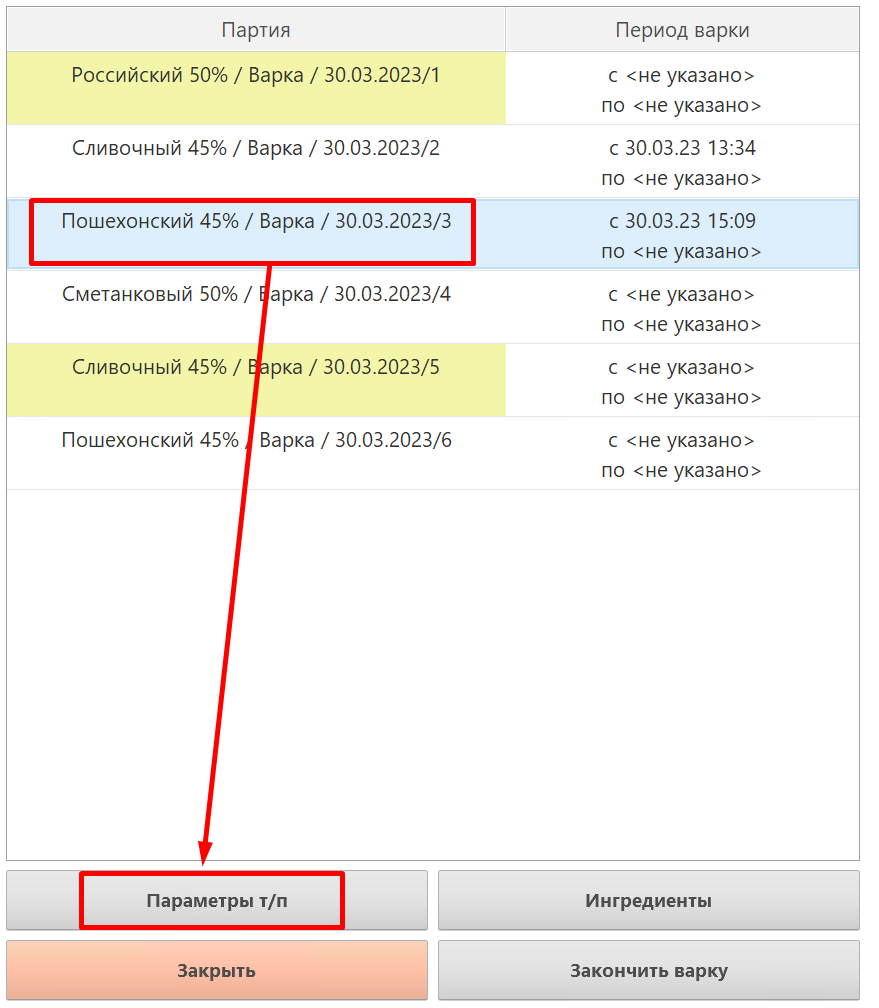 Партия Период варки
Российский 50% / Варка / 30.03.2023/1 с <не указано>
по <не указано>
Сливочный 45% / Варка / 30.03.2023/2 с 30.03.23 13:34
по <не указано>
Пошехонский 45% / Варка / 30.03.2023/3 с 30.03.23 15:09
по <не указано>
Сметанковый 50% / Варка / 30.03.2023/4 с <не указано>
по <не указано>
Сливочный 45% / Варка / 30.03.2023/5 с <не указано>
по <не указано>
Пошехонский 45% / Варка / 30.03.2023/6 с <не указано>
по <не указано>
Параметры т/п Ингредиенты
Закрыть Закончить варку